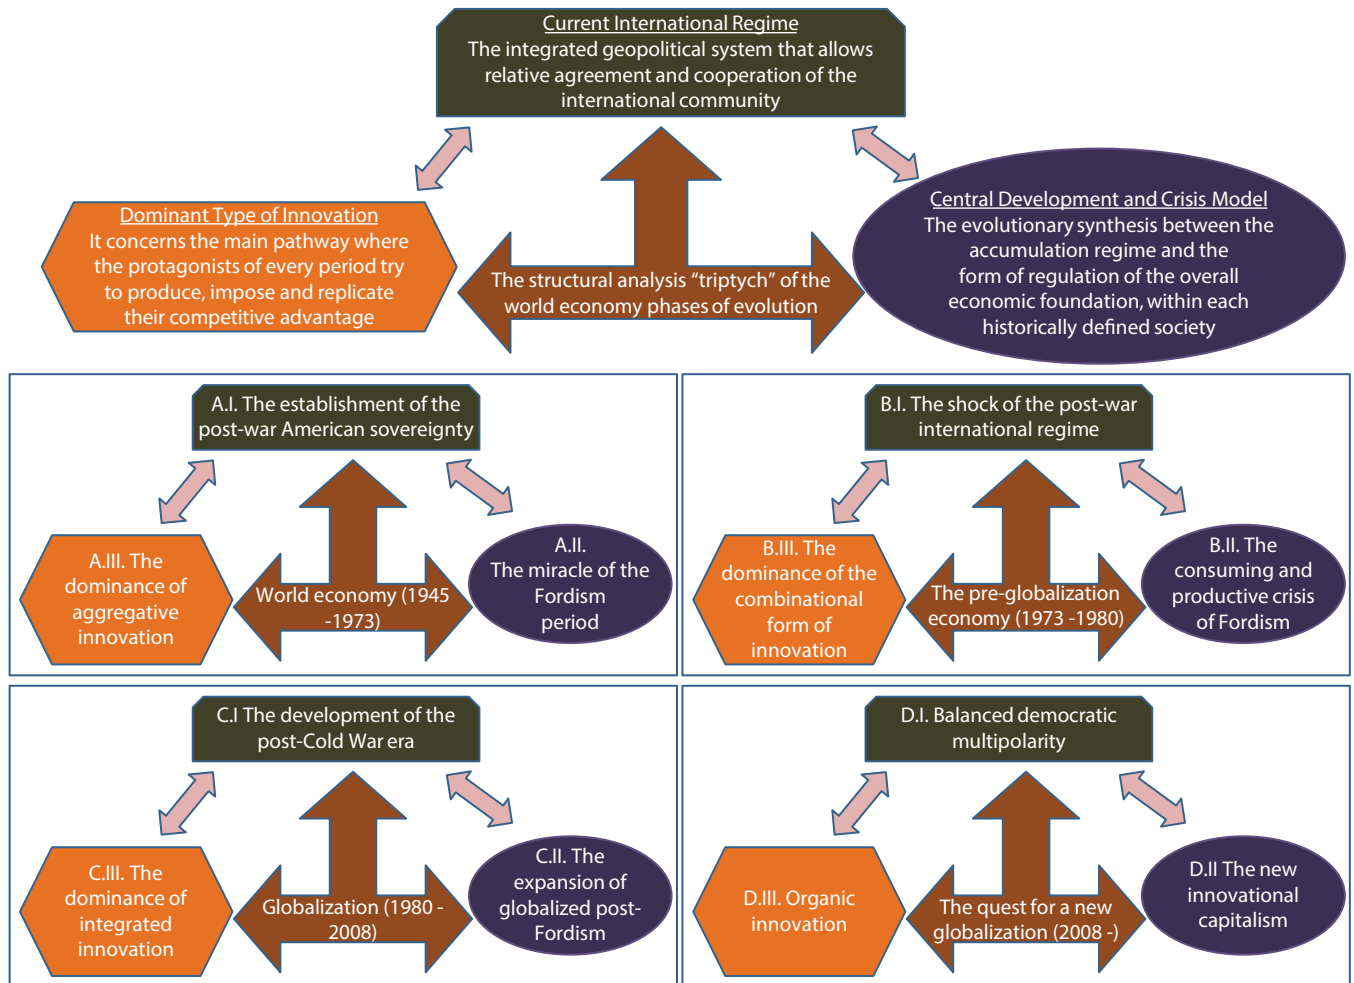 Current International Regime
The integrated geopolitical system that allows
relative agreement and cooperation of the
international community
Dominant Type of Innovation
It concerns the main pathway where
the protagonists of every period try
to produce, impose and replicate
their competitive advantage
The structural analysis “triptych” of the
world economy phases of evolution
Central Development and Crisis Model
The evolutionary synthesis between the
accumulation regime and the
form of regulation of the overall
economic foundation, within each
historically defined society
A.I. The establishment of the
post-war American sovereignty
A.III. The
dominance of
aggregative
innovation
World economy (1945
-1973)
A.II.
The miracle of the
Fordism
period
B.I. The shock of the post-war
international regime
B.III. The
dominance of the
combinational
form of
innovation
The pre-globalization
economy (1973 -1980)
B.II. The
consuming and
productive crisis
of Fordism
C.I The development of the
post-Cold War era
C.III. The
dominance of
integrated
innovation
Globalization (1980 -
2008)
C.II. The
expansion of
globalized post-
Fordism
D.I. Balanced democratic
multipolarity
D.III. Organic
innovation
The quest for a new
globalization (2008 -)
D.II The new
innovational
capitalism